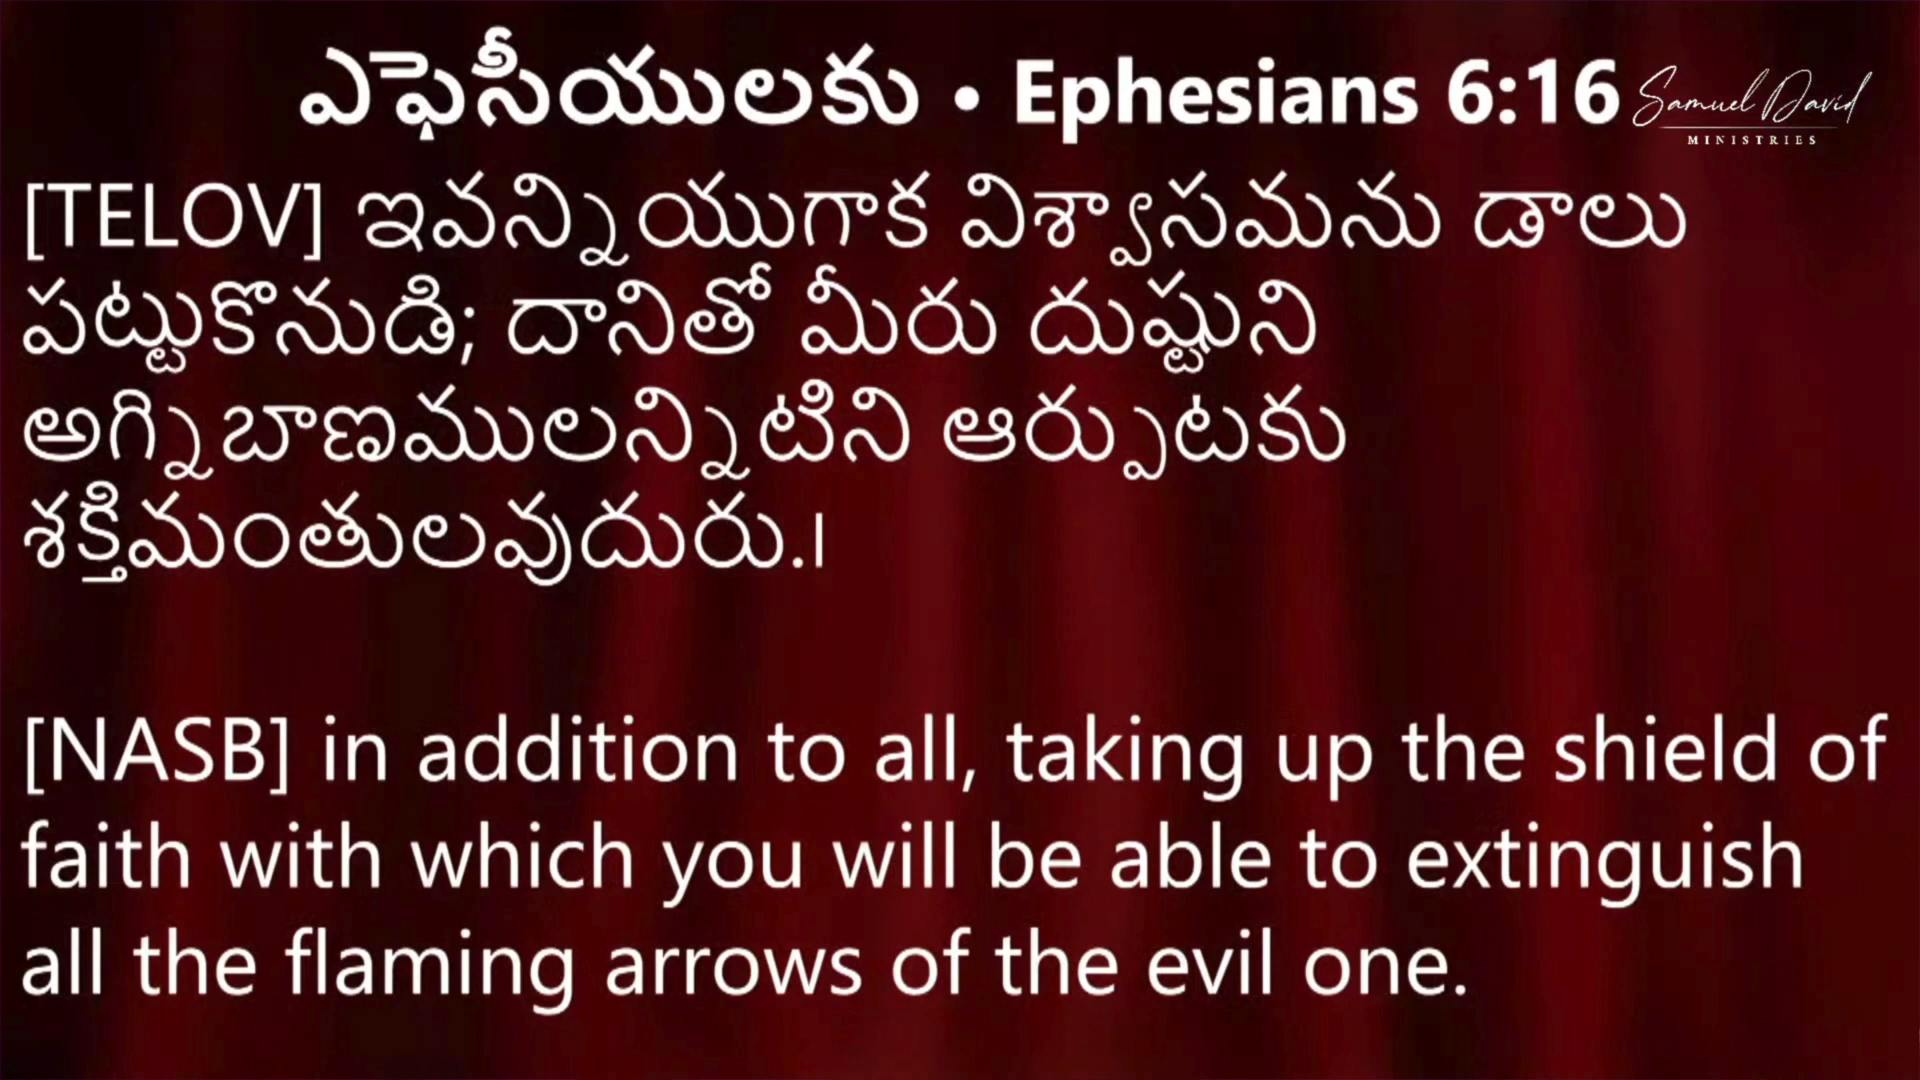 ఎఫెసీయులకు • Ephesians 6:16
Samuel David
MINISTRIES
[TELOV] ఇవన్నియుగాక విశ్వాసమను డాలు
పట్టుకొనుడి; దానితో మీరు దుష్టుని
అగ్నిబాణములన్నిటిని ఆర్పుటకు
శక్తిమంతులవుదురు.l
[NASB] in addition to all, taking up the shield of
faith with which you will be able to extinguish
all the flaming arrows of the evil one.